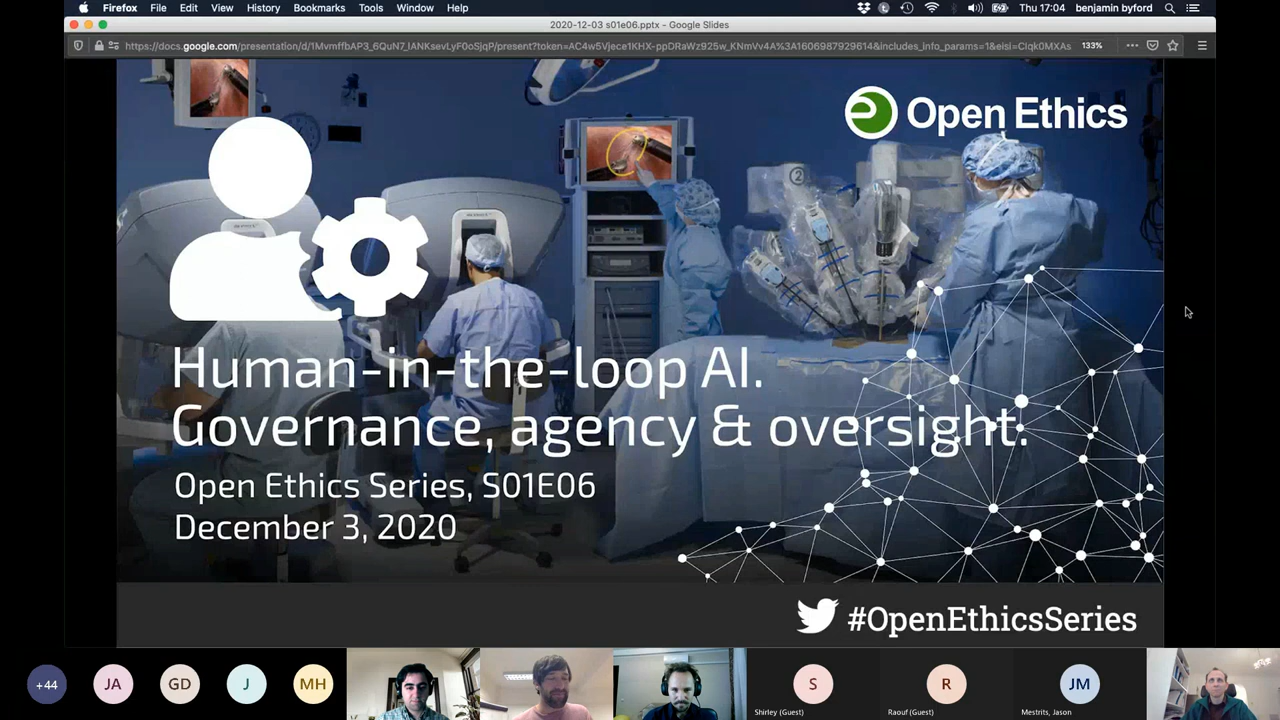 Firefox File Edit View History Bookmarks Tools Window Help
Thu 17:04 benjamin byford
2020-12-03 s01e06.pptx - Google Slides
133%
Open Ethics
2
Human-in-the-loop AI.
Governance, agency & oversight.
Open Ethics Series, S01E06
December 3, 2020
#OpenEthicsSeries
+44 JA GD J MH S R JM
Shirley (Guest) Raouf (Guest) Mestrits, Jason